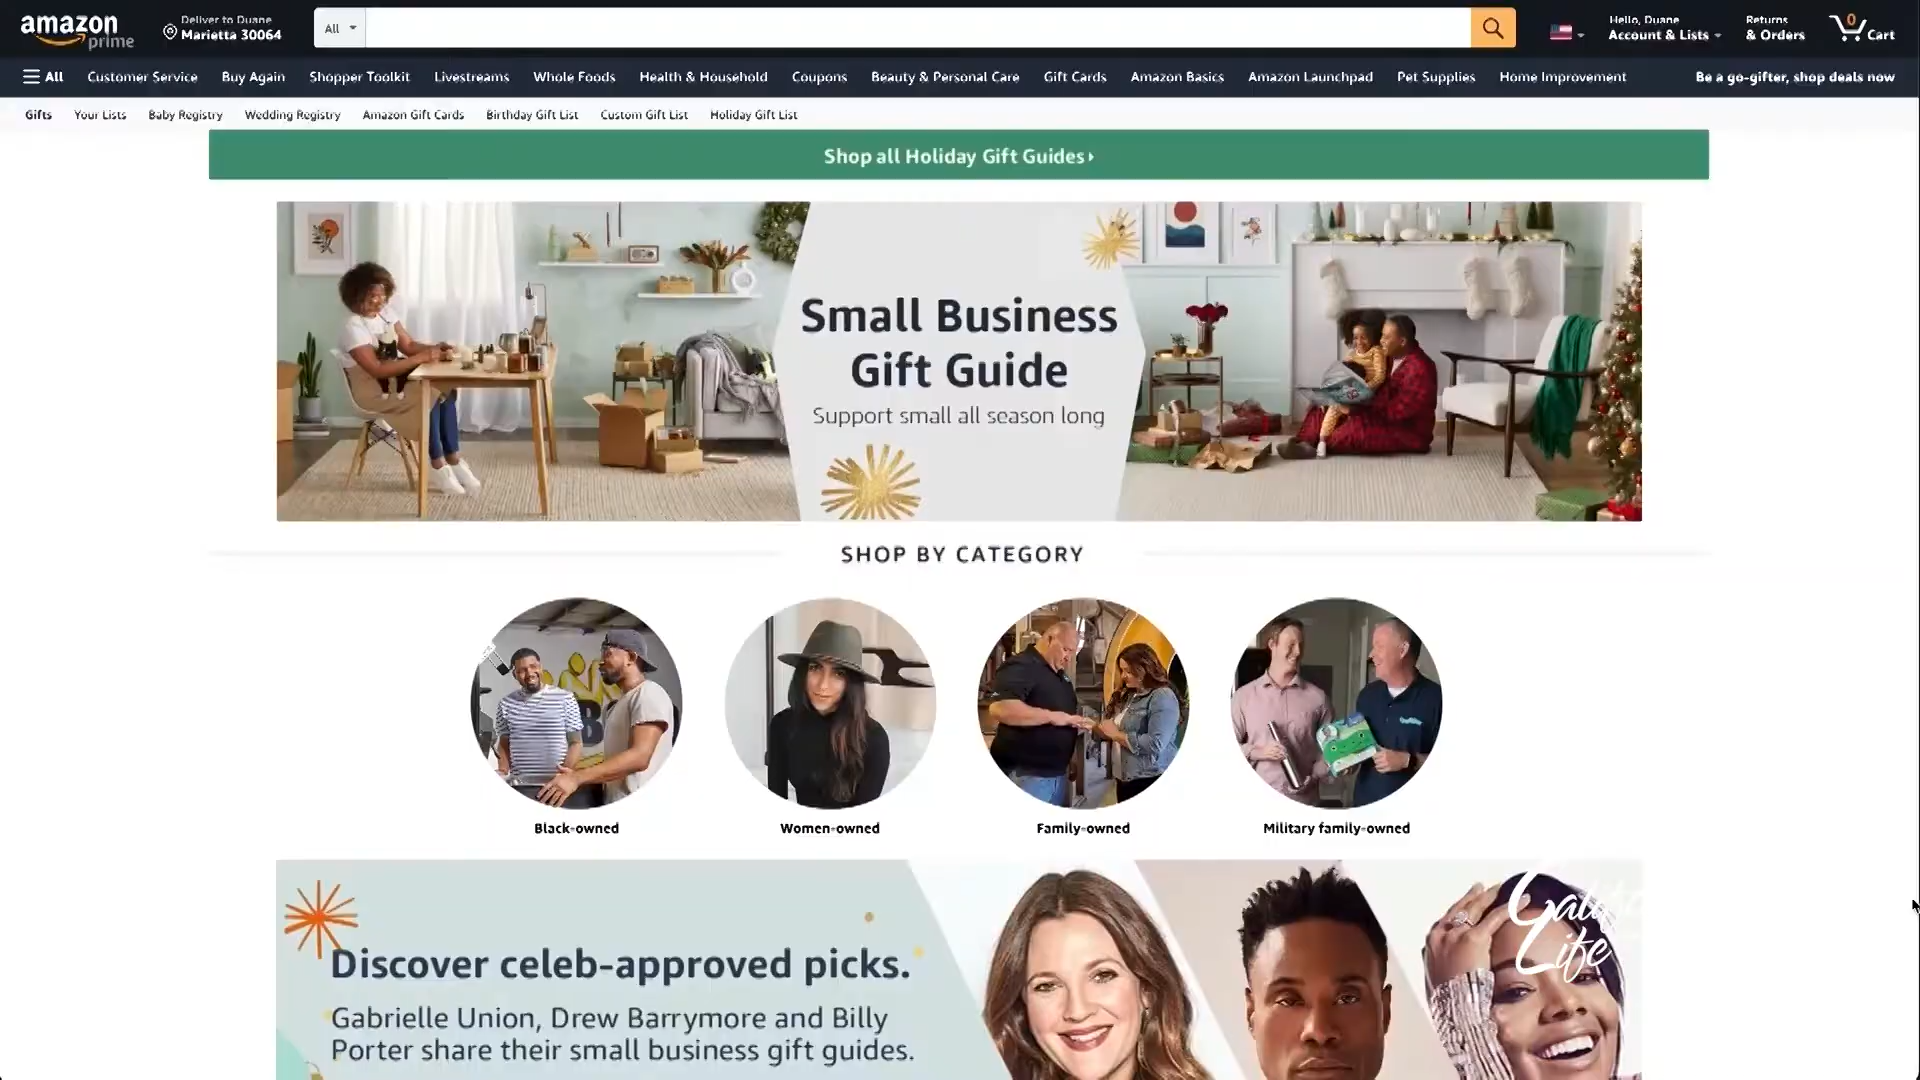 amazon
prime
Deliver to Duane
Marietta 30064
All
Hello, Duane
Account & Lists
Returns
& Orders
0
Cart
All
Customer Service
Buy Again
Shopper Toolkit
Livestreams
Whole Foods
Health & Household
Coupons
Beauty & Personal Care
Gift Cards
Amazon Basics
Amazon Launchpad
Pet Supplies
Home Improvement
Be a go-gifter, shop deals now
Gifts
Your Lists
Baby Registry
Wedding Registry
Amazon Gift Cards
Birthday Gift List
Custom Gift List
Holiday Gift List
Shop all Holiday Gift Guides
Small Business
Gift Guide
Support small all season long
SHOP BY CATEGORY
Black-owned
Women-owned
Family-owned
Military family-owned
Discover celeb-approved picks.
Gabrielle Union, Drew Barrymore and Billy
Porter share their small business gift guides.
Life